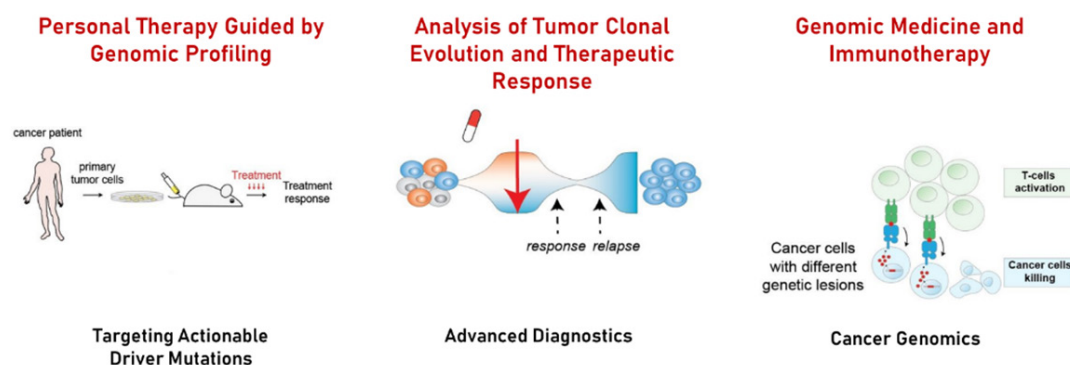 Personal Therapy Guided by
Genomic Profiling
cancer patient
primary
tumor cells
Treatment
Treatment
response
Targeting Actionable
Driver Mutations
Analysis of Tumor Clonal
Evolution and Therapeutic
Response
response
relapse
Advanced Diagnostics
Genomic Medicine and
Immunotherapy
T-cells
activation
Cancer cells
with different
genetic lesions
Cancer cells
killing
Cancer Genomics